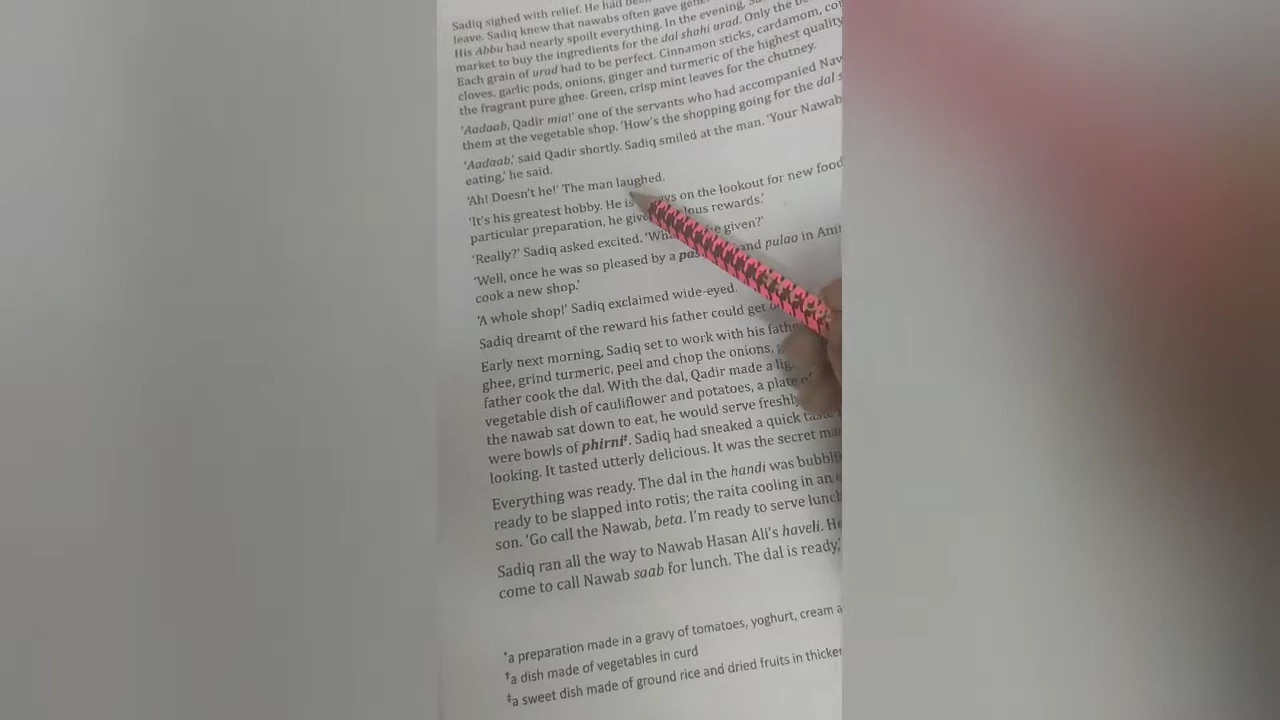 Sadiq sighed with relief. He had been
leave. Sadiq knew that nawabs often gave
His Abbu had nearly spoilt everything. In the evening,
market to buy the ingredients for the dal shahi urad. Only the
Each grain of urad had to be perfect. Cinnamon sticks, cardamom,
cloves, garlic pods, onions, ginger and turmeric of the highest quality
the fragrant pure ghee. Green, crisp mint leaves for the chutney.
'Aadaab, Qadir mia!' one of the servants who had accompanied
them at the vegetable shop. 'How's the shopping going for the dal
'Aadaab,' said Qadir shortly. Sadiq smiled at the man. 'Your Nawab
eating,' he said.
'Ah! Doesn't he!' The man laughed.
'It's his greatest hobby. He is on the lookout for new food
particular preparation, he rewards.'
'Really?' Sadiq asked excited. given?'
'Well, once he was so pleased by a and pulao in
cook a new shop.'
'A whole shop!' Sadiq exclaimed wide-eyed.
Sadiq dreamt of the reward his father could get
Early next morning, Sadiq set to work with his
ghee, grind turmeric, peel and chop the onions,
father cook the dal. With the dal, Qadir made a
vegetable dish of cauliflower and potatoes, a plate
the nawab sat down to eat, he would serve freshly
were bowls of phirni‡. Sadiq had sneaked a quick taste
looking. It tasted utterly delicious. It was the secret
Everything was ready. The dal in the handi was
ready to be slapped into rotis; the raita cooling in an
son. 'Go call the Nawab, beta. I'm ready to serve
Sadiq ran all the way to Nawab Hasan Ali's haveli. He
come to call Nawab saab for lunch. The dal is ready,'
*a preparation made in a gravy of tomatoes, yoghurt, cream
†a dish made of vegetables in curd
‡a sweet dish made of ground rice and dried fruits in